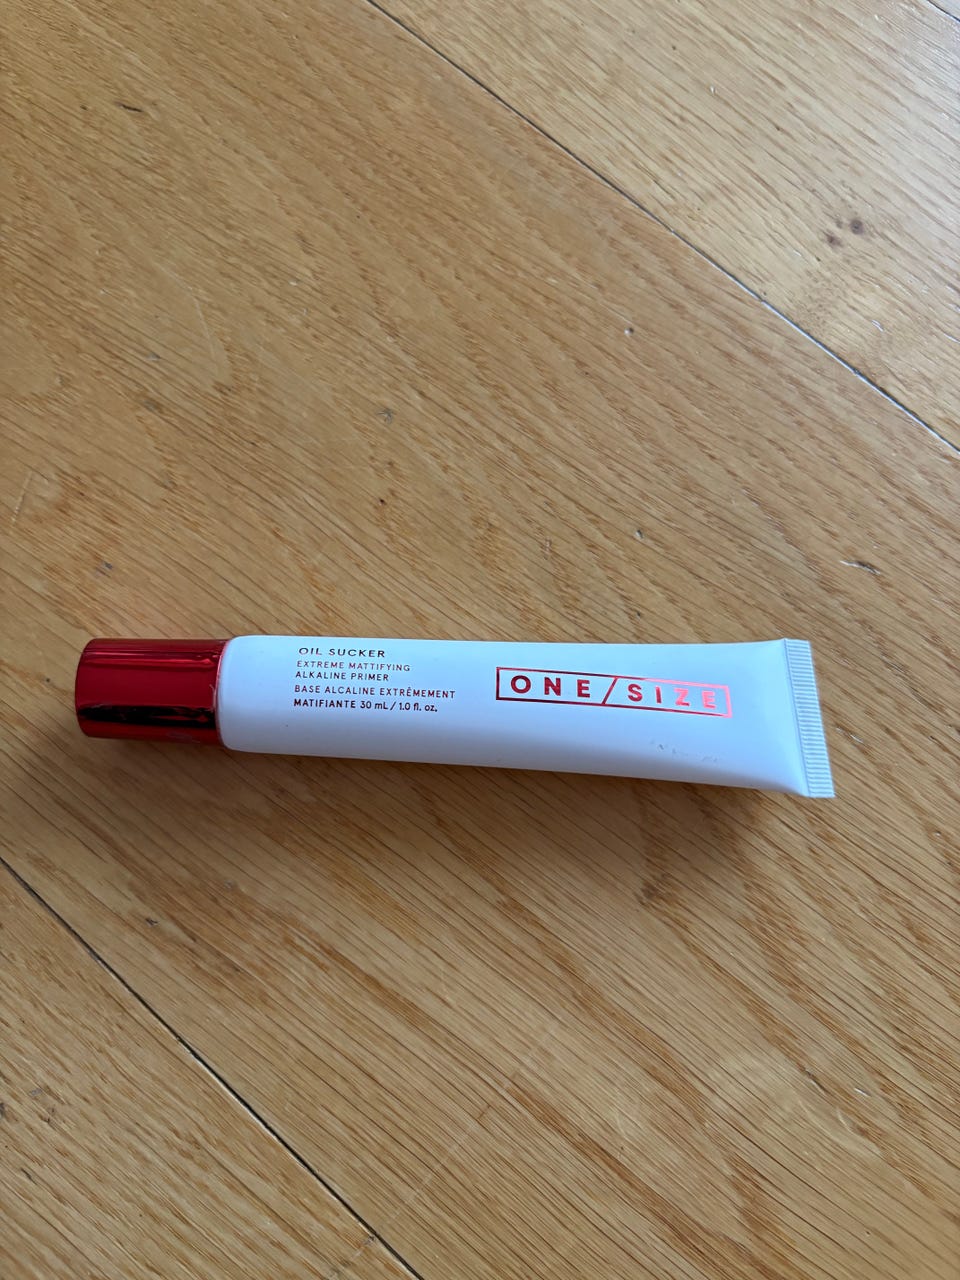 OIL SUCKER
EXTREME MATTIFYING
ALKALINE PRIMER
BASE ALCALINE EXTRÊMEMENT
MATIFIANTE 30 mL / 1.0 fl. oz.
ONE/SIZE